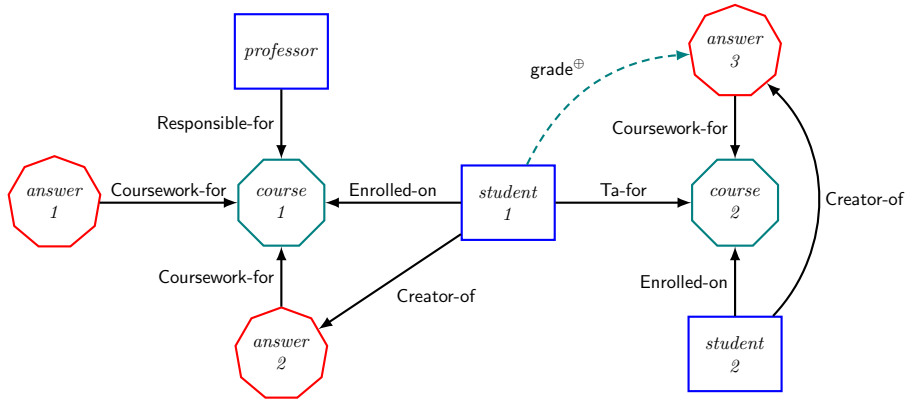 answer
3
professor
grade⊕
Responsible-for
Coursework-for
answer
1
Coursework-for
course
1
Enrolled-on
student
1
Ta-for
course
2
Creator-of
Coursework-for
Enrolled-on
Creator-of
answer
2
student
2